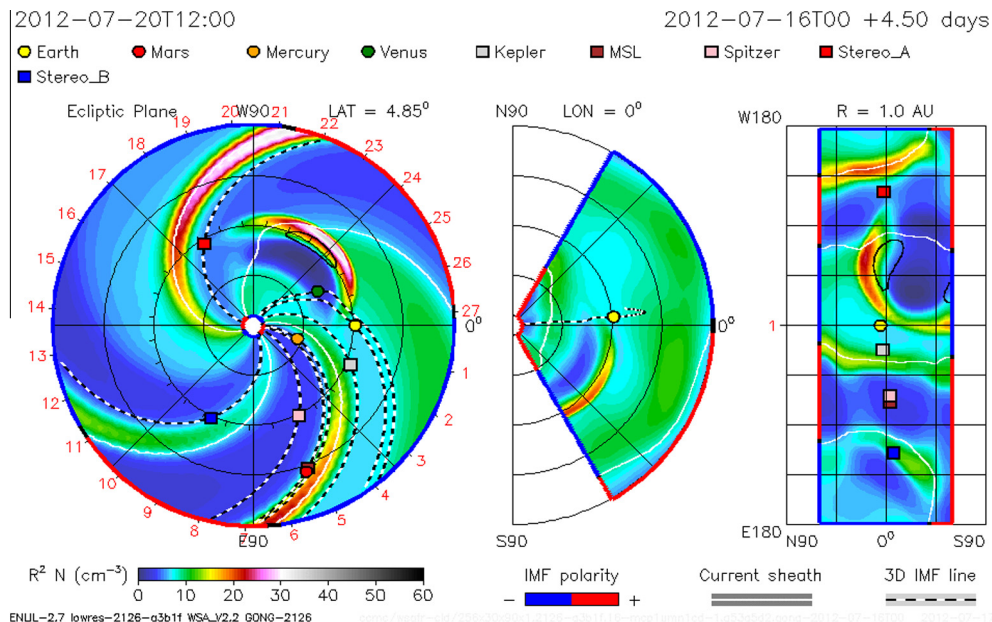 2012-07-20T12:00 2012-07-16T00 +4.50 days
Earth Mars Mercury Venus Kepler MSL Spitzer Stereo_A
Stereo_B
Ecliptic Plane W90 LAT = 4.85° N90 LON = 0° W180 R = 1.0 AU
19 20 21 22
18 23
17 24
16 25
15 26
14 27
0° 0° 1
13 1
12 2
11 3
10 4
9 5
8 7 6
E90 S90 E180 N90 0° S90
R² N (cm⁻³) IMF polarity Current sheath 3D IMF line
0 10 20 30 40 50 60 - +
ENLIL-2.7 lowres-2126-a3b1f WSA_V2.2 GONG-2126